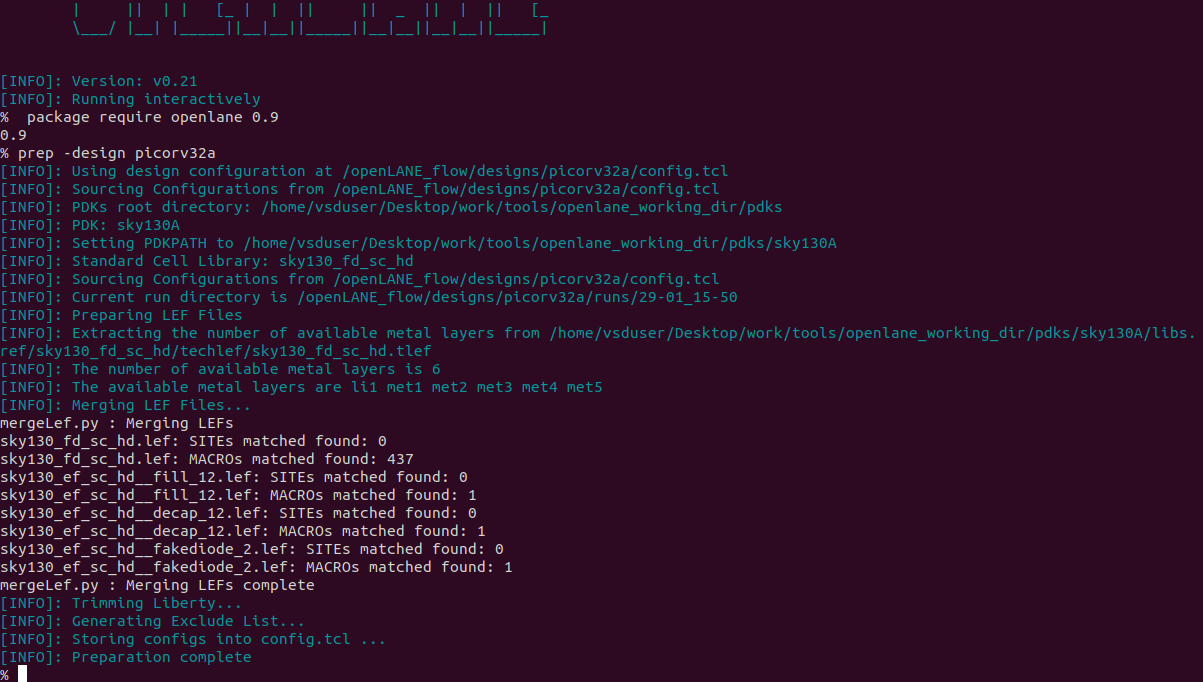 [INFO]: Version: v0.21
[INFO]: Running interactively
%  package require openlane 0.9
0.9
% prep -design picorv32a
[INFO]: Using design configuration at /openLANE_flow/designs/picorv32a/config.tcl
[INFO]: Sourcing Configurations from /openLANE_flow/designs/picorv32a/config.tcl
[INFO]: PDKs root directory: /home/vsduser/Desktop/work/tools/openlane_working_dir/pdks
[INFO]: PDK: sky130A
[INFO]: Setting PDKPATH to /home/vsduser/Desktop/work/tools/openlane_working_dir/pdks/sky130A
[INFO]: Standard Cell Library: sky130_fd_sc_hd
[INFO]: Sourcing Configurations from /openLANE_flow/designs/picorv32a/config.tcl
[INFO]: Current run directory is /openLANE_flow/designs/picorv32a/runs/29-01_15-50
[INFO]: Preparing LEF Files
[INFO]: Extracting the number of available metal layers from /home/vsduser/Desktop/work/tools/openlane_working_dir/pdks/sky130A/libs.
ref/sky130_fd_sc_hd/techlef/sky130_fd_sc_hd.tlef
[INFO]: The number of available metal layers is 6
[INFO]: The available metal layers are li1 met1 met2 met3 met4 met5
[INFO]: Merging LEF Files...
mergeLef.py : Merging LEFs
sky130_fd_sc_hd.lef: SITEs matched found: 0
sky130_fd_sc_hd.lef: MACROs matched found: 437
sky130_ef_sc_hd__fill_12.lef: SITEs matched found: 0
sky130_ef_sc_hd__fill_12.lef: MACROs matched found: 1
sky130_ef_sc_hd__decap_12.lef: SITEs matched found: 0
sky130_ef_sc_hd__decap_12.lef: MACROs matched found: 1
sky130_ef_sc_hd__fakediode_2.lef: SITEs matched found: 0
sky130_ef_sc_hd__fakediode_2.lef: MACROs matched found: 1
mergeLef.py : Merging LEFs complete
[INFO]: Trimming Liberty...
[INFO]: Generating Exclude List...
[INFO]: Storing configs into config.tcl ...
[INFO]: Preparation complete
%